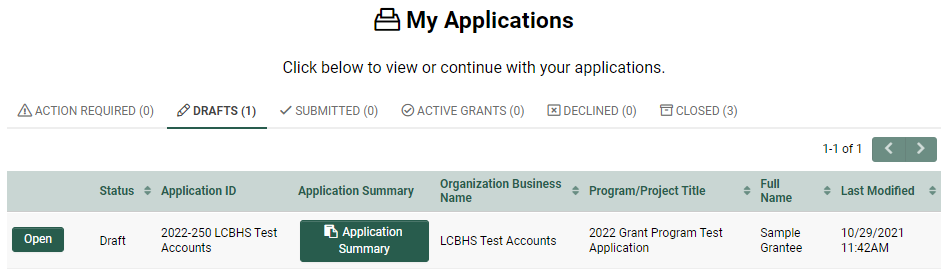 My Applications
Click below to view or continue with your applications.
ACTION REQUIRED (0) DRAFTS (1) SUBMITTED (0) ACTIVE GRANTS (0) DECLINED (0) CLOSED (3)
1-1 of 1
Status Application ID Application Summary Organization Business Name Program/Project Title Full Name Last Modified
Open Draft 2022-250 LCBHS Test Accounts Application Summary LCBHS Test Accounts 2022 Grant Program Test Application Sample Grantee 10/29/2021 11:42AM